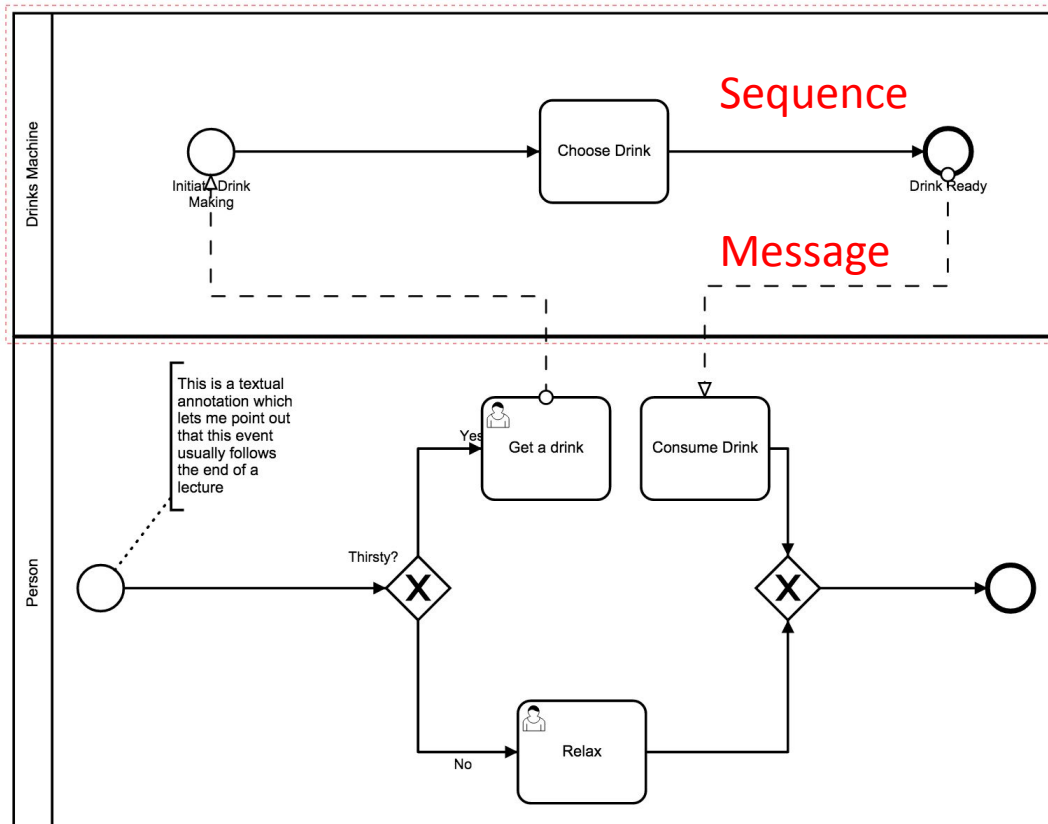 Drinks Machine
Sequence
Choose Drink
Initiate Drink
Making
Drink Ready
Message
Person
This is a textual
annotation which
lets me point out
that this event
usually follows
the end of a
lecture
Yes
Get a drink
Consume Drink
Thirsty?
X
X
No
Relax